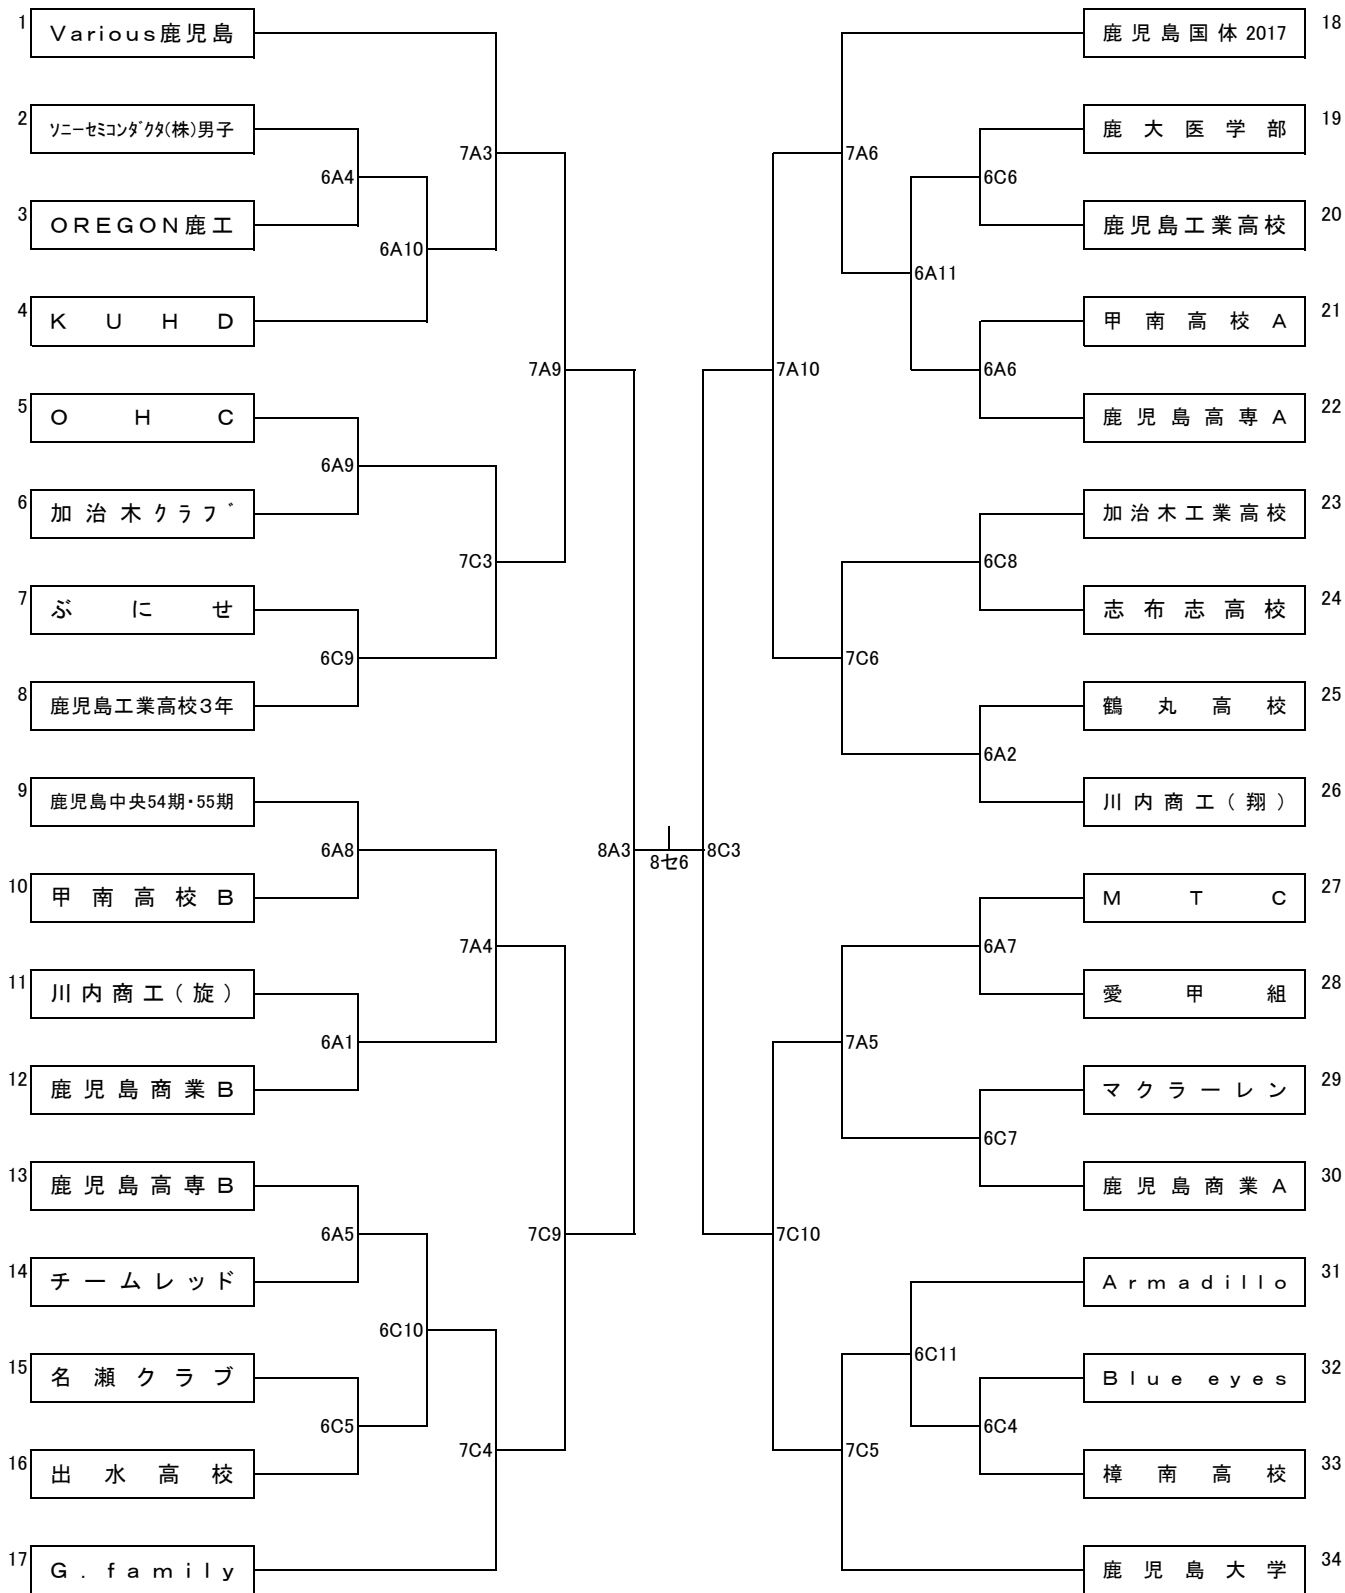 1 Various鹿児島
2 ソニーセミコンダクタ(株)男子
3 OREGON鹿工
4 KUHD
5 OHC
6 加治木クラブ
7 ぶにせ
8 鹿児島工業高校3年
9 鹿児島中央54期・55期
10 甲南高校B
11 川内商工(旋)
12 鹿児島商業B
13 鹿児島高専B
14 チームレッド
15 名瀬クラブ
16 出水高校
17 G.family
6A4
6A10
7A3
6A9
6C9
7C3
7A9
6A8
6A1
7A4
6A5
6C5
6C10
7C4
7C9
8A3
8セ6
8C3
7A10
7A6
6A11
6C6
6A6
7C6
6C8
6A2
7C10
7A5
6A7
6C7
7C5
6C11
6C4
鹿児島国体2017 18
鹿大医学部 19
鹿児島工業高校 20
甲南高校A 21
鹿児島高専A 22
加治木工業高校 23
志布志高校 24
鶴丸高校 25
川内商工(翔) 26
MTC 27
愛甲組 28
マクラーレン 29
鹿児島商業A 30
Armadillo 31
Blue eyes 32
樟南高校 33
鹿児島大学 34